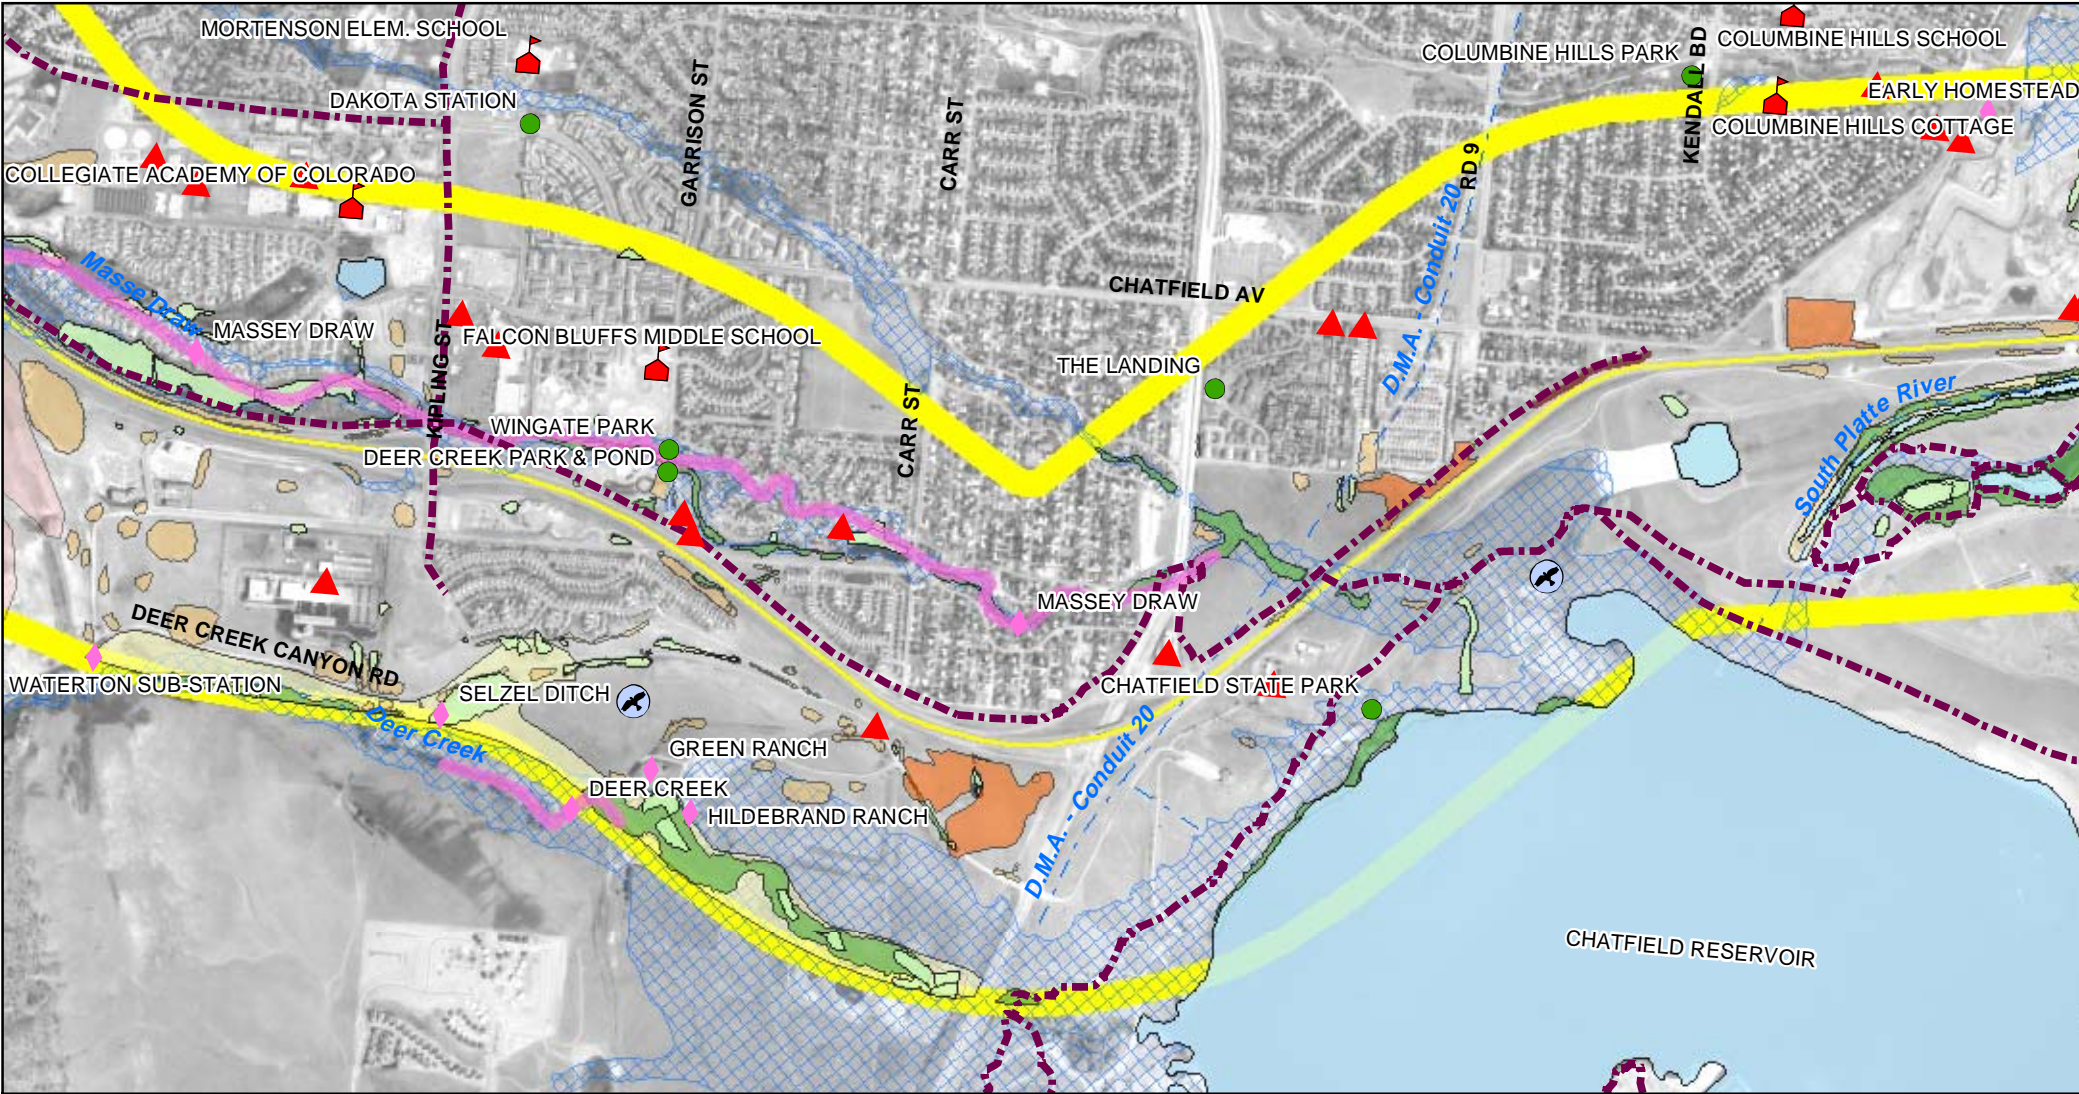 MORTENSON ELEM. SCHOOL
COLUMBINE HILLS SCHOOL
COLUMBINE HILLS PARK
KENDALL BD
DAKOTA STATION
EARLY HOMESTEAD
GARRISON ST
CARR ST
COLUMBINE HILLS COTTAGE
RD 9
COLLEGIATE ACADEMY OF COLORADO
D.M.A. - Conduit 20
Masse Draw
CHATFIELD AV
MASSEY DRAW
FALCON BLUFFS MIDDLE SCHOOL
KIPLING ST
THE LANDING
CARR ST
South Platte River
WINGATE PARK
DEER CREEK PARK & POND
MASSEY DRAW
DEER CREEK CANYON RD
WATERTON SUB-STATION
SELZEL DITCH
CHATFIELD STATE PARK
Deer Creek
GREEN RANCH
D.M.A. - Conduit 20
DEER CREEK
HILDEBRAND RANCH
CHATFIELD RESERVOIR